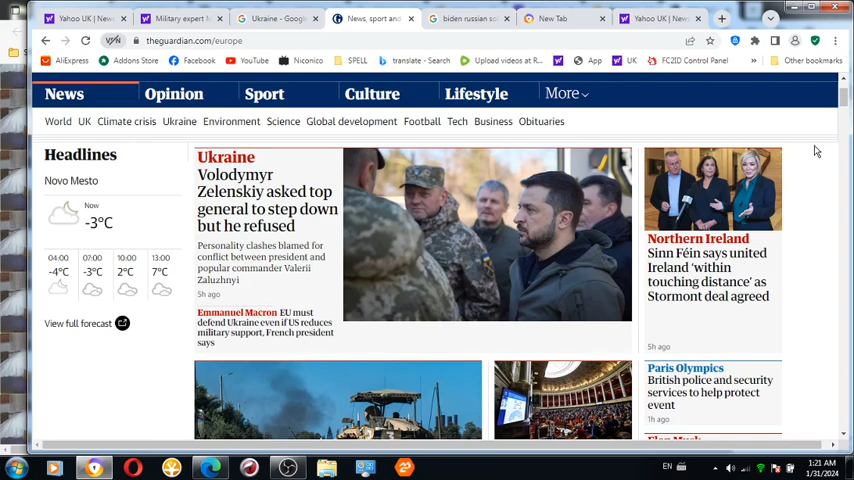 Yahoo UK | News
Military expert M
Ukraine - Google
News, sport and
biden russian so
New Tab
Yahoo UK | News
theguardian.com/europe
AliExpress
Addons Store
Facebook
YouTube
Niconico
SPELL
translate - Search
Upload videos at R...
UK
App
UK
FC2ID Control Panel
»
Other bookmarks
News
Opinion
Sport
Culture
Lifestyle
More
World UK Climate crisis Ukraine Environment Science Global development Football Tech Business Obituaries
Headlines
Novo Mesto
Now
-3°C
04:00 07:00 10:00 13:00
-4°C -3°C 2°C 7°C
View full forecast
Ukraine
Volodymyr
Zelenskiy asked top
general to step down
but he refused
Personality clashes blamed for
conflict between president and
popular commander Valerii
Zaluzhnyi
5h ago
Emmanuel Macron EU must
defend Ukraine even if US reduces
military support, French president
says
Northern Ireland
Sinn Féin says united
Ireland ‘within
touching distance’ as
Stormont deal agreed
5h ago
Paris Olympics
British police and security
services to help protect
event
1h ago
EN
1:21 AM
1/31/2024